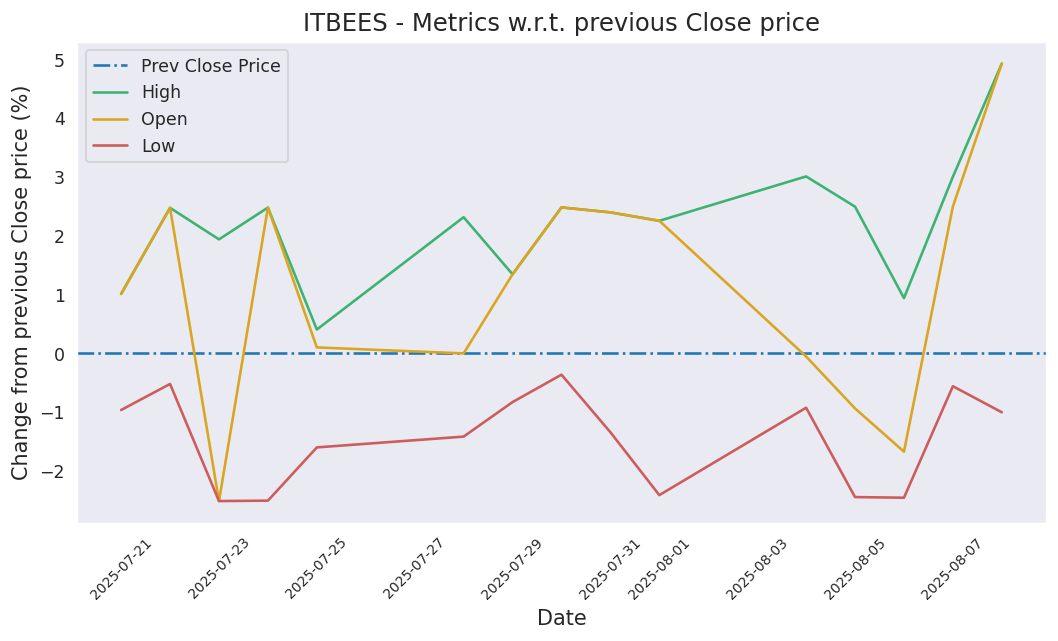 ITBEES - Metrics w.r.t. previous Close price
Change from previous Close price (%)
Prev Close Price
High
Open
Low
5
4
3
2
1
0
−1
−2
2025-07-21
2025-07-23
2025-07-25
2025-07-27
2025-07-29
2025-07-31
2025-08-01
2025-08-03
2025-08-05
2025-08-07
Date